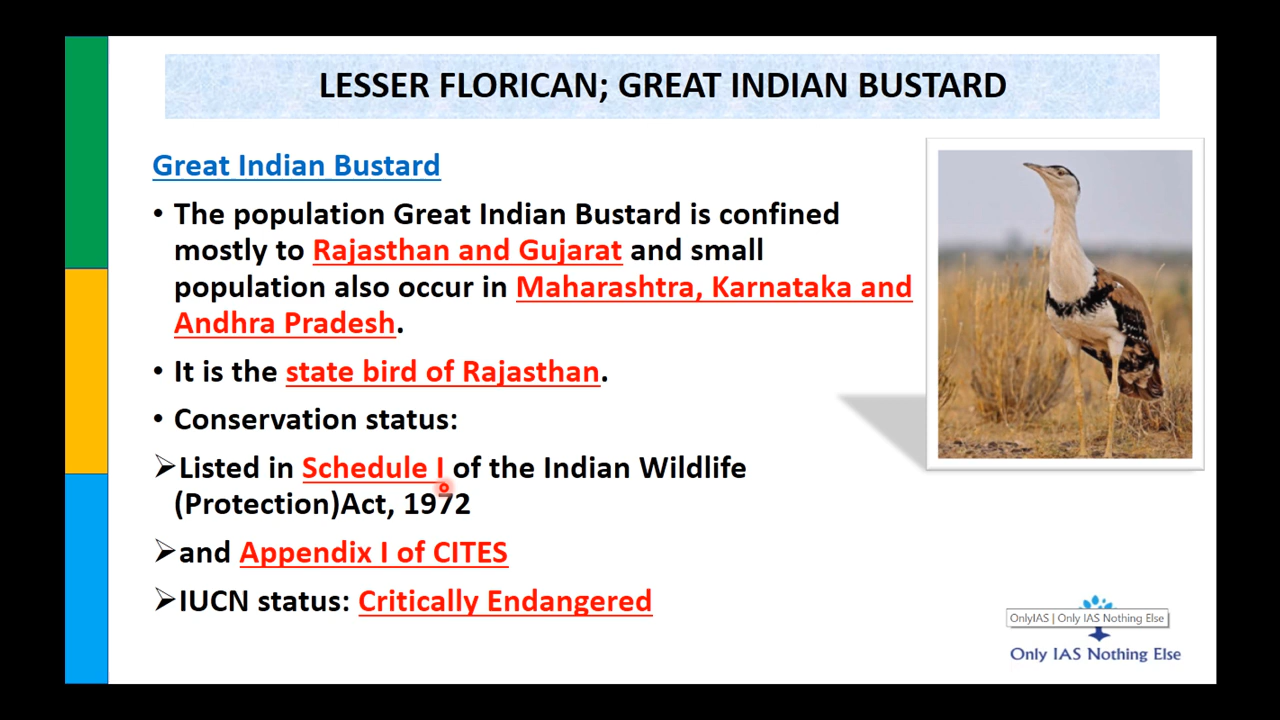 LESSER FLORICAN; GREAT INDIAN BUSTARD
Great Indian Bustard
• The population Great Indian Bustard is confined
mostly to Rajasthan and Gujarat and small
population also occur in Maharashtra, Karnataka and
Andhra Pradesh.
• It is the state bird of Rajasthan.
• Conservation status:
➢Listed in Schedule I of the Indian Wildlife
(Protection)Act, 1972
➢and Appendix I of CITES
➢IUCN status: Critically Endangered
OnlyIAS | Only IAS Nothing Else
Only IAS Nothing Else